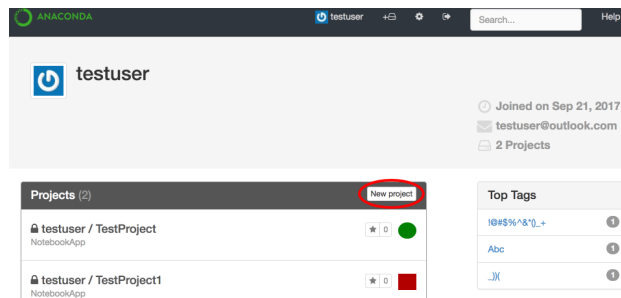 ANACONDA
testuser
Search...
Help
testuser
Joined on Sep 21, 2017
testuser@outlook.com
2 Projects
Projects (2)
New project
testuser / TestProject
0
NotebookApp
testuser / TestProject1
0
NotebookApp
Top Tags
!@#$%^&*()_+
1
Abc
1
_)){
1